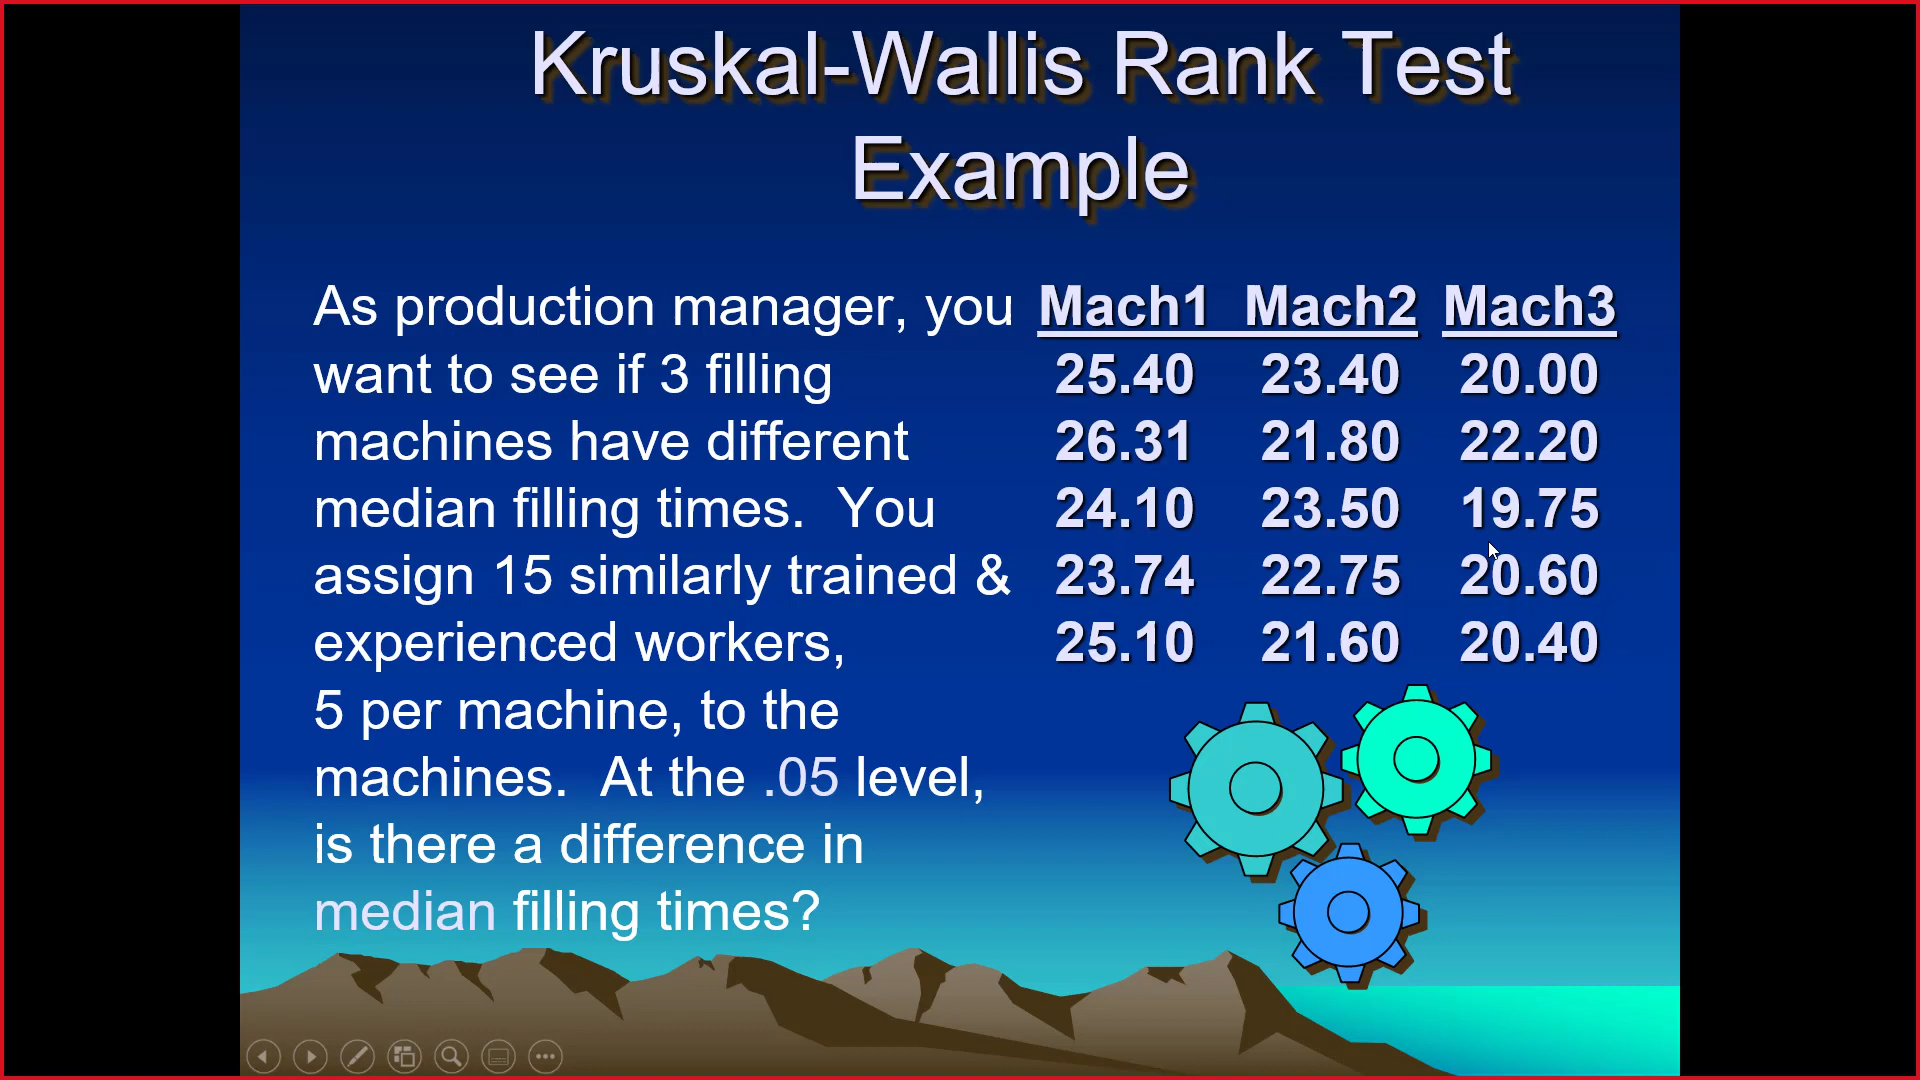 Kruskal-Wallis Rank Test
Example
As production manager, you
want to see if 3 filling
machines have different
median filling times.  You
assign 15 similarly trained &
experienced workers,
5 per machine, to the
machines.  At the .05 level,
is there a difference in
median filling times?
Mach1 Mach2 Mach3
25.40 23.40 20.00
26.31 21.80 22.20
24.10 23.50 19.75
23.74 22.75 20.60
25.10 21.60 20.40